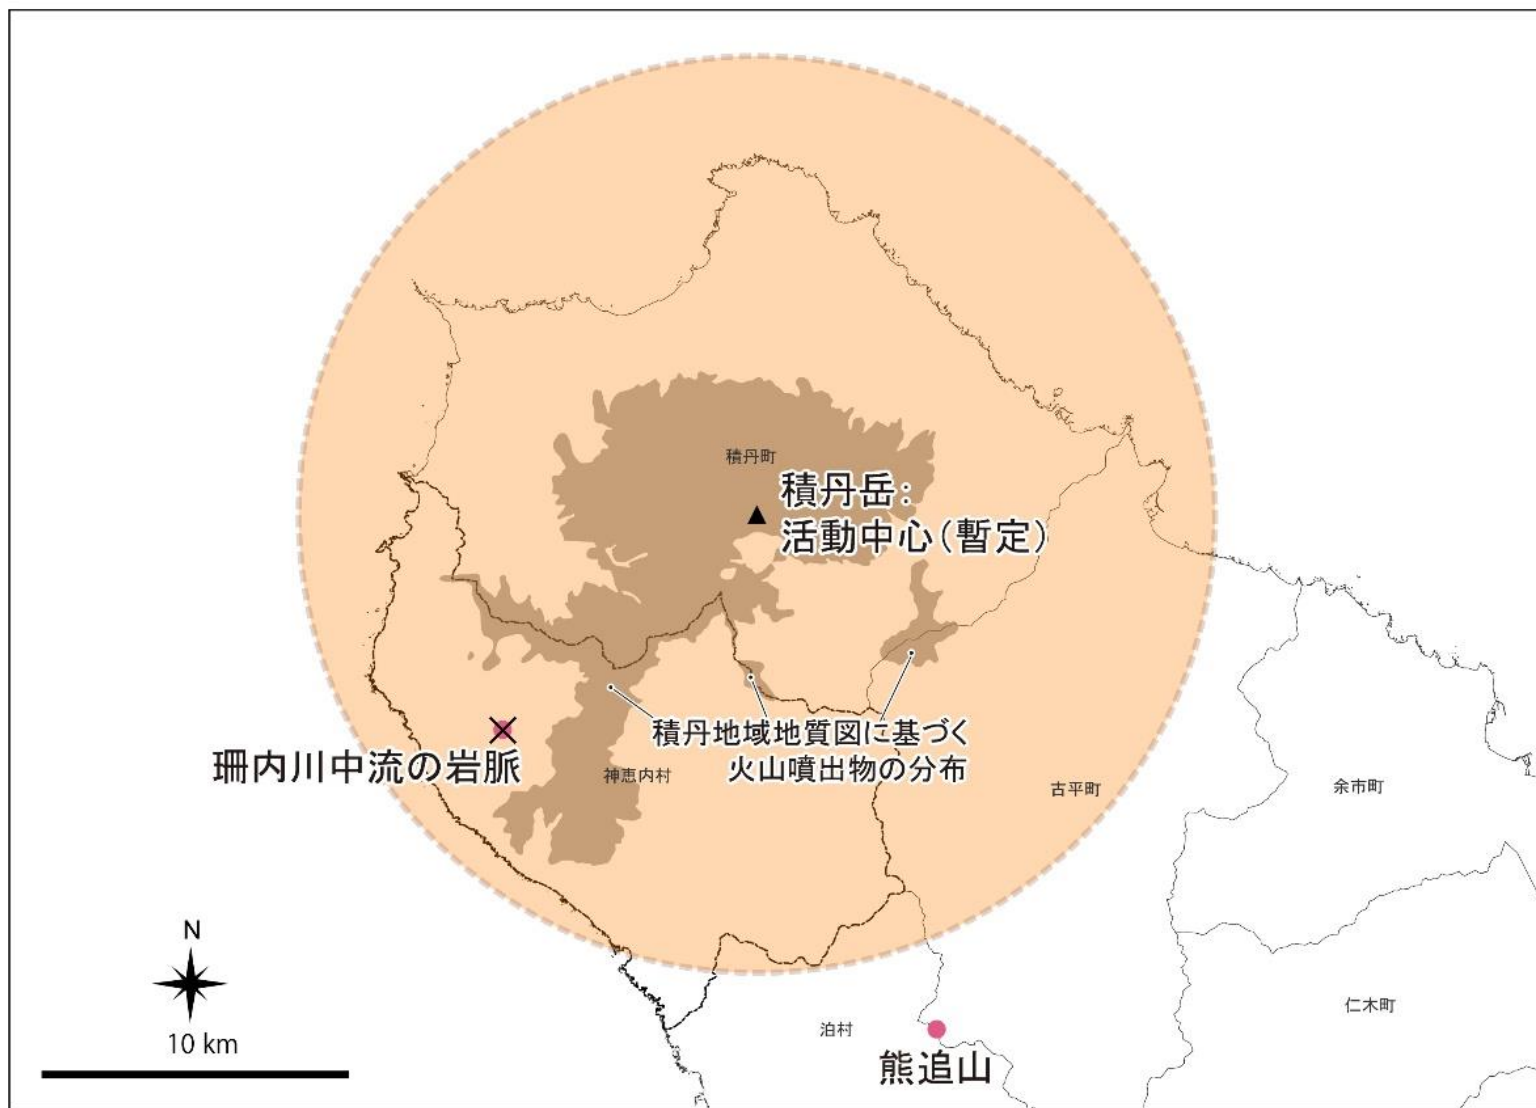 積丹町
積丹岳：
活動中心（暫定）
積丹地域地質図に基づく
火山噴出物の分布
珊内川中流の岩脈
神恵内村
古平町
余市町
N
10 km
泊村
仁木町
熊追山